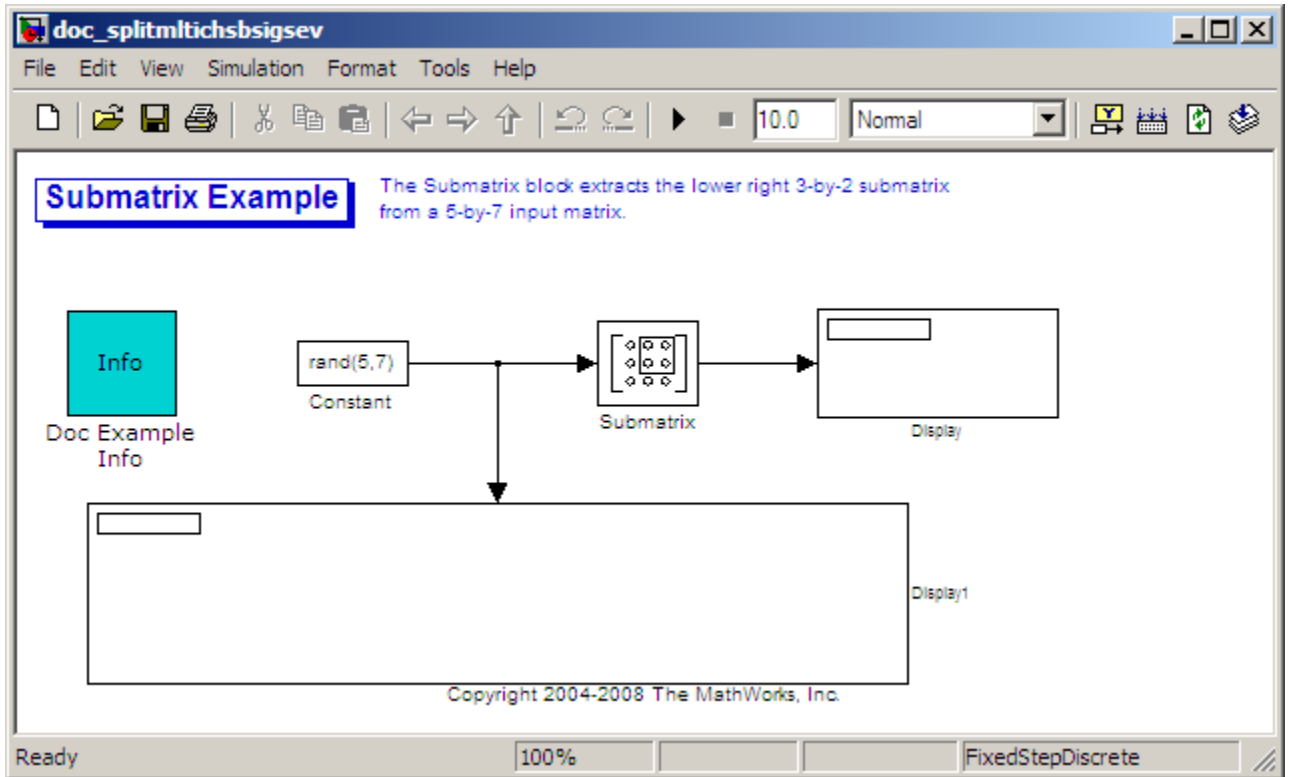 doc_splitmltichsbsigsev
File Edit View Simulation Format Tools Help
10.0 Normal
Submatrix Example
The Submatrix block extracts the lower right 3-by-2 submatrix
from a 5-by-7 input matrix.
Info
Doc Example
Info
rand(5,7)
Constant
Submatrix
Display
Display1
Copyright 2004-2008 The MathWorks, Inc.
Ready 100% FixedStepDiscrete